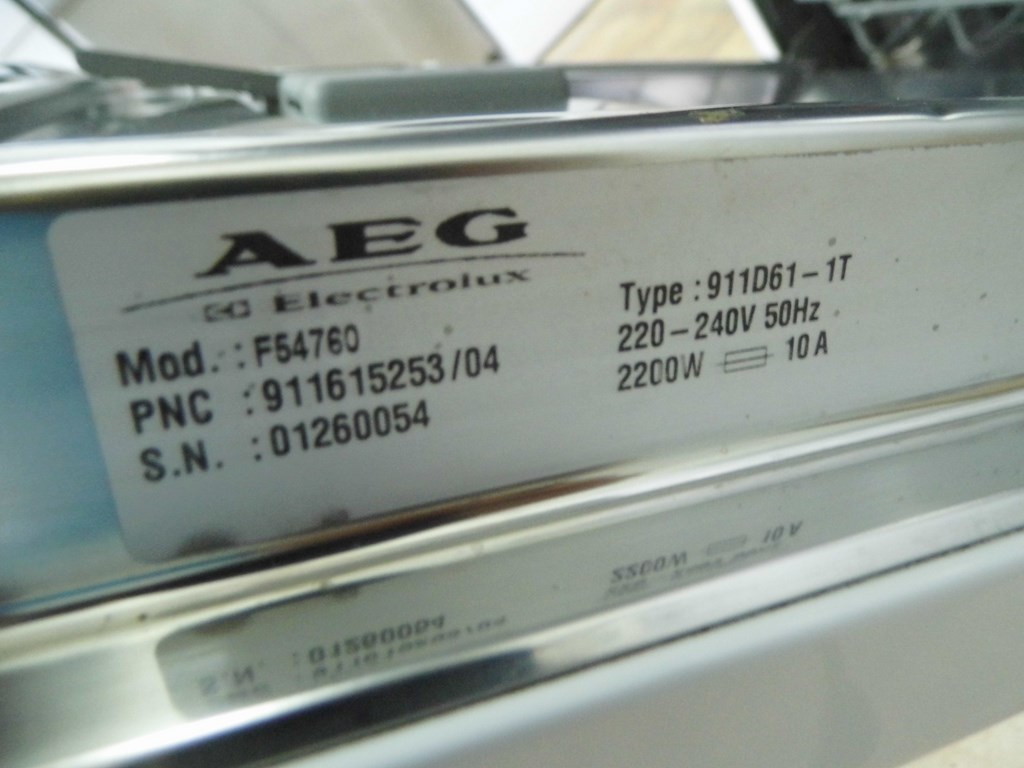 AEG
Electrolux
Mod. : F54760
PNC : 911615253/04
S.N. : 01260054
Type : 911D61-1T
220-240V 50Hz
2200W 10A